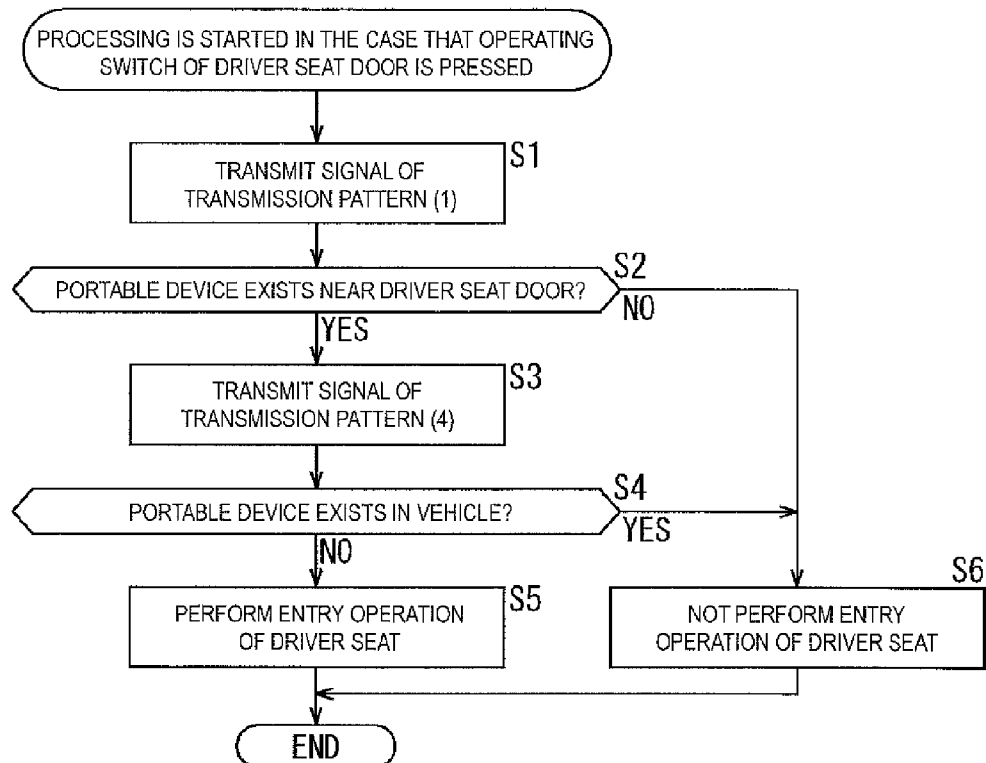 PROCESSING IS STARTED IN THE CASE THAT OPERATING
SWITCH OF DRIVER SEAT DOOR IS PRESSED
S1
TRANSMIT SIGNAL OF
TRANSMISSION PATTERN (1)
S2
PORTABLE DEVICE EXISTS NEAR DRIVER SEAT DOOR?
NO
YES
S3
TRANSMIT SIGNAL OF
TRANSMISSION PATTERN (4)
S4
PORTABLE DEVICE EXISTS IN VEHICLE?
YES
NO
S5
PERFORM ENTRY OPERATION
OF DRIVER SEAT
S6
NOT PERFORM ENTRY
OPERATION OF DRIVER SEAT
END